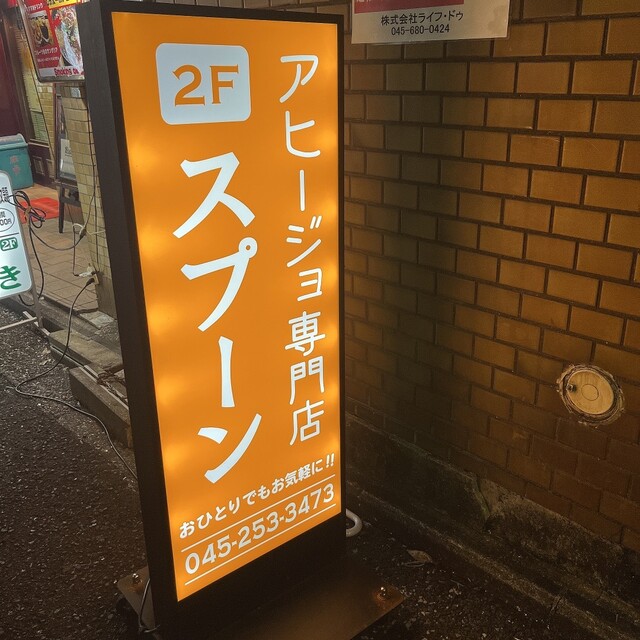 株式会社ライフ・ドゥ
045-680-0424
アヒージョ専門店
2F
スプーン
おひとりでもお気軽に!!
045-253-3473
2F
き